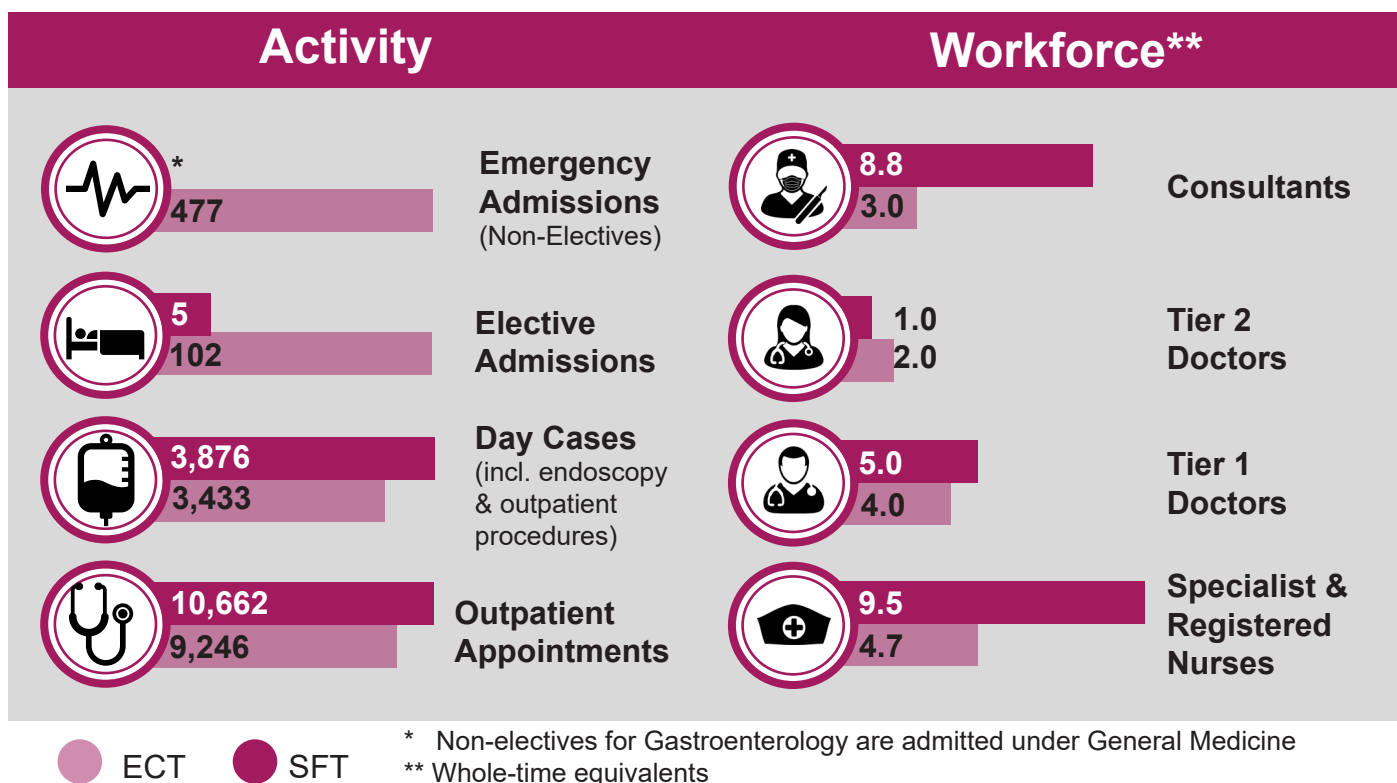 Activity
Workforce**
*
477
Emergency
Admissions
(Non-Electives)
5
102
Elective
Admissions
3,876
3,433
Day Cases
(incl. endoscopy
& outpatient
procedures)
10,662
9,246
Outpatient
Appointments
8.8
3.0
Consultants
1.0
2.0
Tier 2
Doctors
5.0
4.0
Tier 1
Doctors
9.5
4.7
Specialist &
Registered
Nurses
ECT
SFT
* Non-electives for Gastroenterology are admitted under General Medicine
** Whole-time equivalents